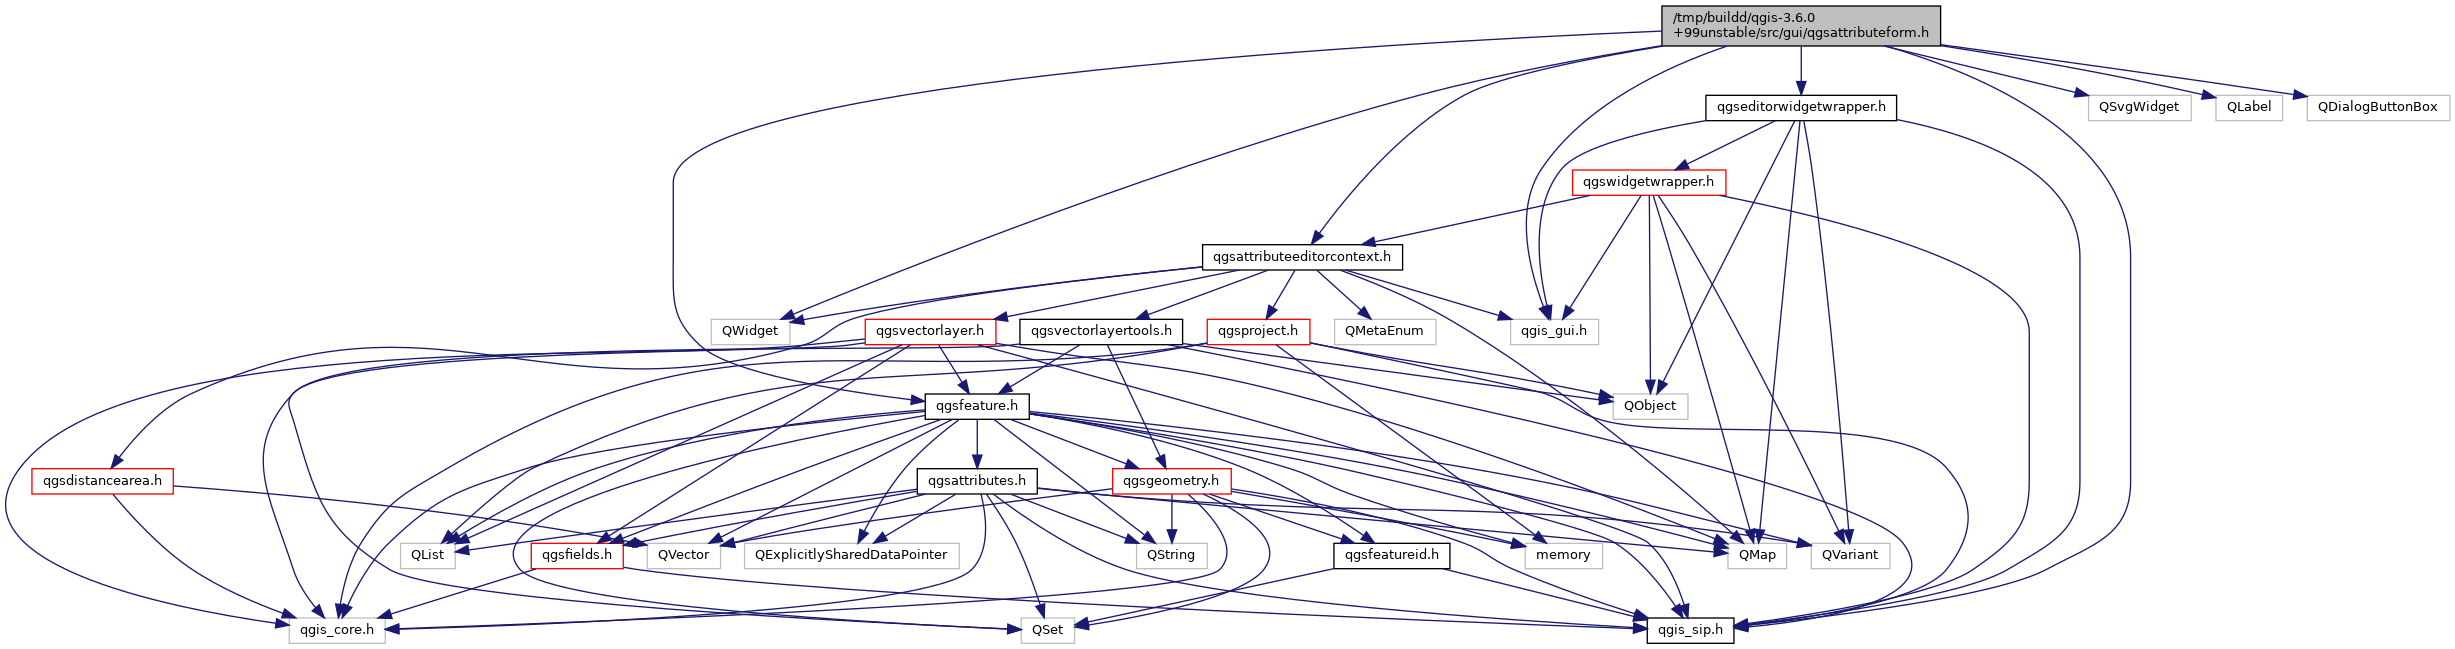 /tmp/buildd/qgis-3.6.0
+99unstable/src/gui/qgsattributeform.h
qgseditorwidgetwrapper.h
QSvgWidget
QLabel
QDialogButtonBox
qgswidgetwrapper.h
qgsattributeeditorcontext.h
QWidget
qgsvectorlayer.h
qgsvectorlayertools.h
qgsproject.h
QMetaEnum
qgis_gui.h
qgsfeature.h
QObject
qgsdistancearea.h
qgsattributes.h
qgsgeometry.h
QList
qgsfields.h
QVector
QExplicitlySharedDataPointer
QString
qgsfeatureid.h
memory
QMap
QVariant
qgis_core.h
QSet
qgis_sip.h